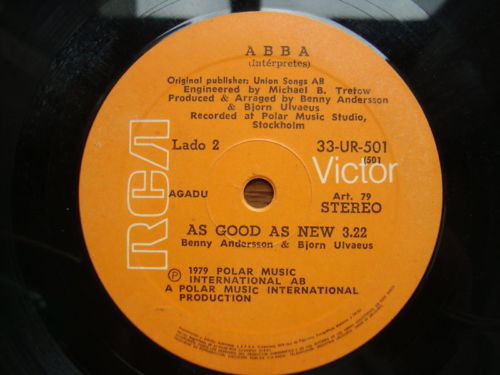 ABBA
(Intérpretes)
Original publisher: Union Songs AB
Engineered by Michael B. Tretow
Produced & Arraged by Benny Andersson
& Bjorn Ulvaeus
Recorded at Polar Music Studio,
Stockholm
Lado 2
33-UR-501
(501
RCA
Victor
AGADU
Art. 79
STEREO
AS GOOD AS NEW 3.22
Benny Andersson & Bjorn Ulvaeus
℗ 1979 POLAR MUSIC
INTERNATIONAL AB
A POLAR MUSIC INTERNATIONAL
PRODUCTION